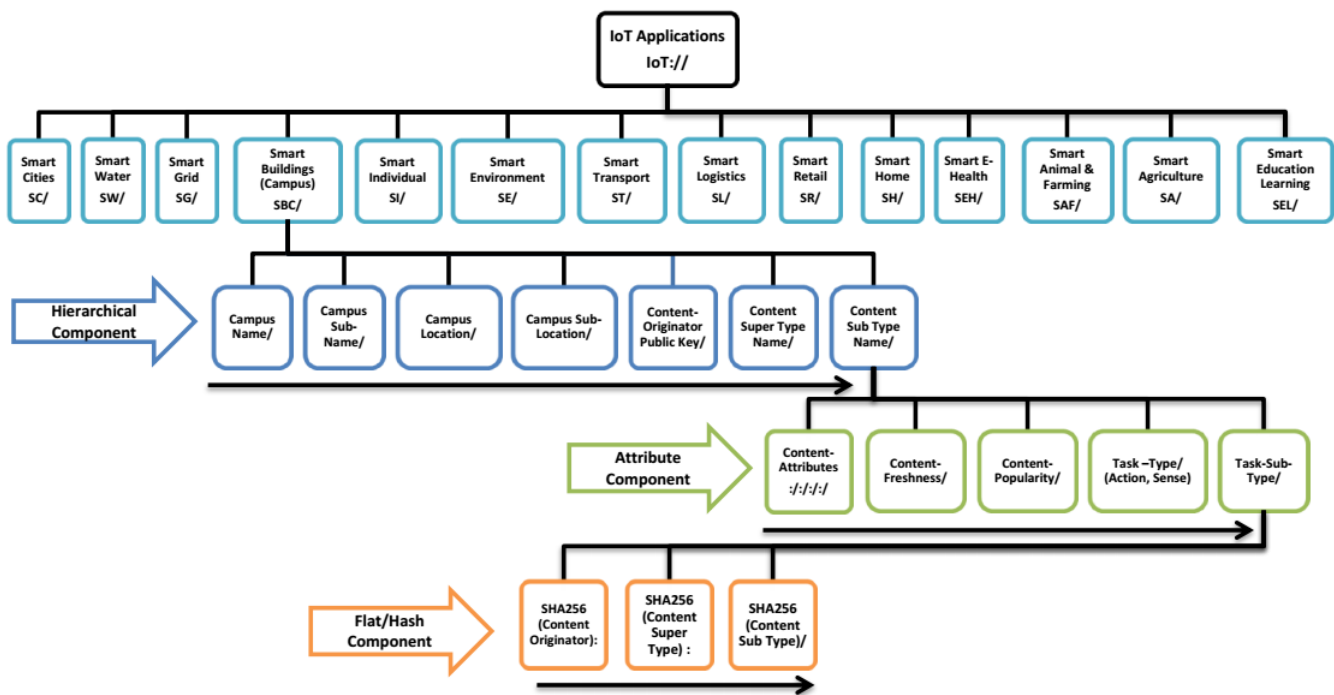 IoT Applications
IoT://
Smart
Cities
SC/
Smart
Water
SW/
Smart
Grid
SG/
Smart
Buildings
(Campus)
SBC/
Smart
Individual
SI/
Smart
Environment
SE/
Smart
Transport
ST/
Smart
Logistics
SL/
Smart
Retail
SR/
Smart
Home
SH/
Smart E-
Health
SEH/
Smart
Animal &
Farming
SAF/
Smart
Agriculture
SA/
Smart
Education
Learning
SEL/
Hierarchical
Component
Campus
Name/
Campus
Sub-
Name/
Campus
Location/
Campus Sub-
Location/
Content-
Originator
Public Key/
Content
Super Type
Name/
Content
Sub Type
Name/
Attribute
Component
Content-
Attributes
:/:/:/:/
Content-
Freshness/
Content-
Popularity/
Task –Type/
(Action, Sense)
Task-Sub-
Type/
Flat/Hash
Component
SHA256
(Content
Originator):
SHA256
(Content
Super
Type) :
SHA256
(Content
Sub Type)/